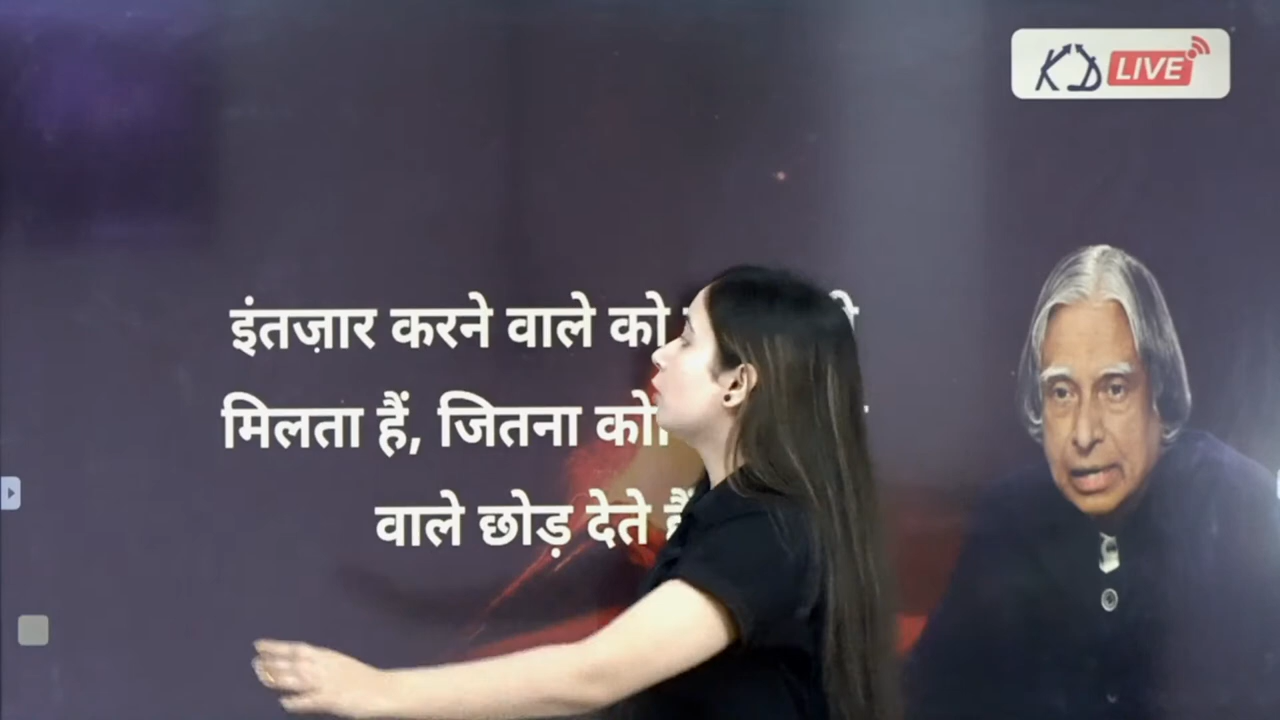 KD LIVE
इंतज़ार करने वाले को
मिलता हैं, जितना
वाले छोड़ देते हैं